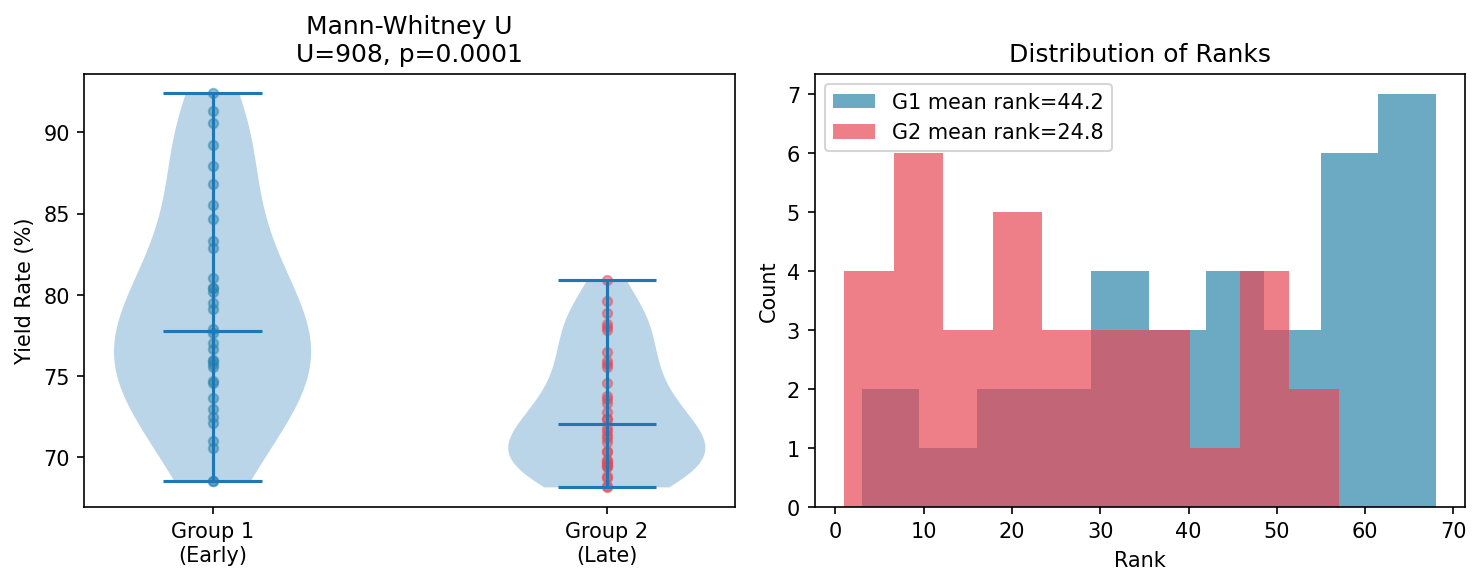 Mann-Whitney U
U=908, p=0.0001
Yield Rate (%)
90
85
80
75
70
Group 1
(Early)
Group 2
(Late)
Distribution of Ranks
G1 mean rank=44.2
G2 mean rank=24.8
Count
7
6
5
4
3
2
1
0
0
10
20
30
40
50
60
70
Rank